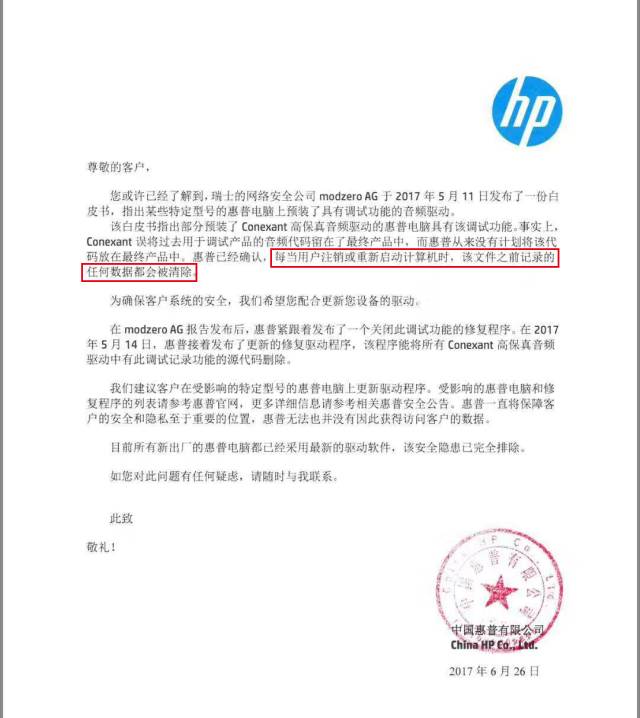 hp
尊敬的客户，
您或许已经了解到，瑞士的网络安全公司 modzero AG 于 2017 年 5 月 11 日发布了一份白
皮书，指出某些特定型号的惠普电脑上预装了具有调试功能的音频驱动。
该白皮书指出部分预装了 Conexant 高保真音频驱动的惠普电脑具有该调试功能。事实上，
Conexant 误将过去用于调试产品的音频代码留在了最终产品中，而惠普从来没有计划将该代
码放在最终产品中。惠普已经确认，每当用户注销或重新启动计算机时，该文件之前记录的
任何数据都会被清除。
为确保客户系统的安全，我们希望您配合更新您设备的驱动。
在 modzero AG 报告发布后，惠普紧跟着发布了一个关闭此调试功能的修复程序。在 2017
年 5 月 14 日，惠普接着发布了更新的修复驱动程序，该程序能将所有 Conexant 高保真音频
驱动中有此调试记录功能的源代码删除。
我们建议客户在受影响的特定型号的惠普电脑上更新驱动程序。受影响的惠普电脑和修
复程序的列表请参考惠普官网，更多详细信息请参考相关惠普安全公告。惠普一直将保障客
户的安全和隐私至于重要的位置，惠普无法也并没有因此获得访问客户的数据。
目前所有新出厂的惠普电脑都已经采用最新的驱动软件，该安全隐患已完全排除。
如您对此问题有任何疑虑，请随时与我联系。
此致
敬礼！
China HP Co., Ltd.
中国惠普有限公司
中国惠普有限公司
China HP Co., Ltd.
2017 年 6 月 26 日